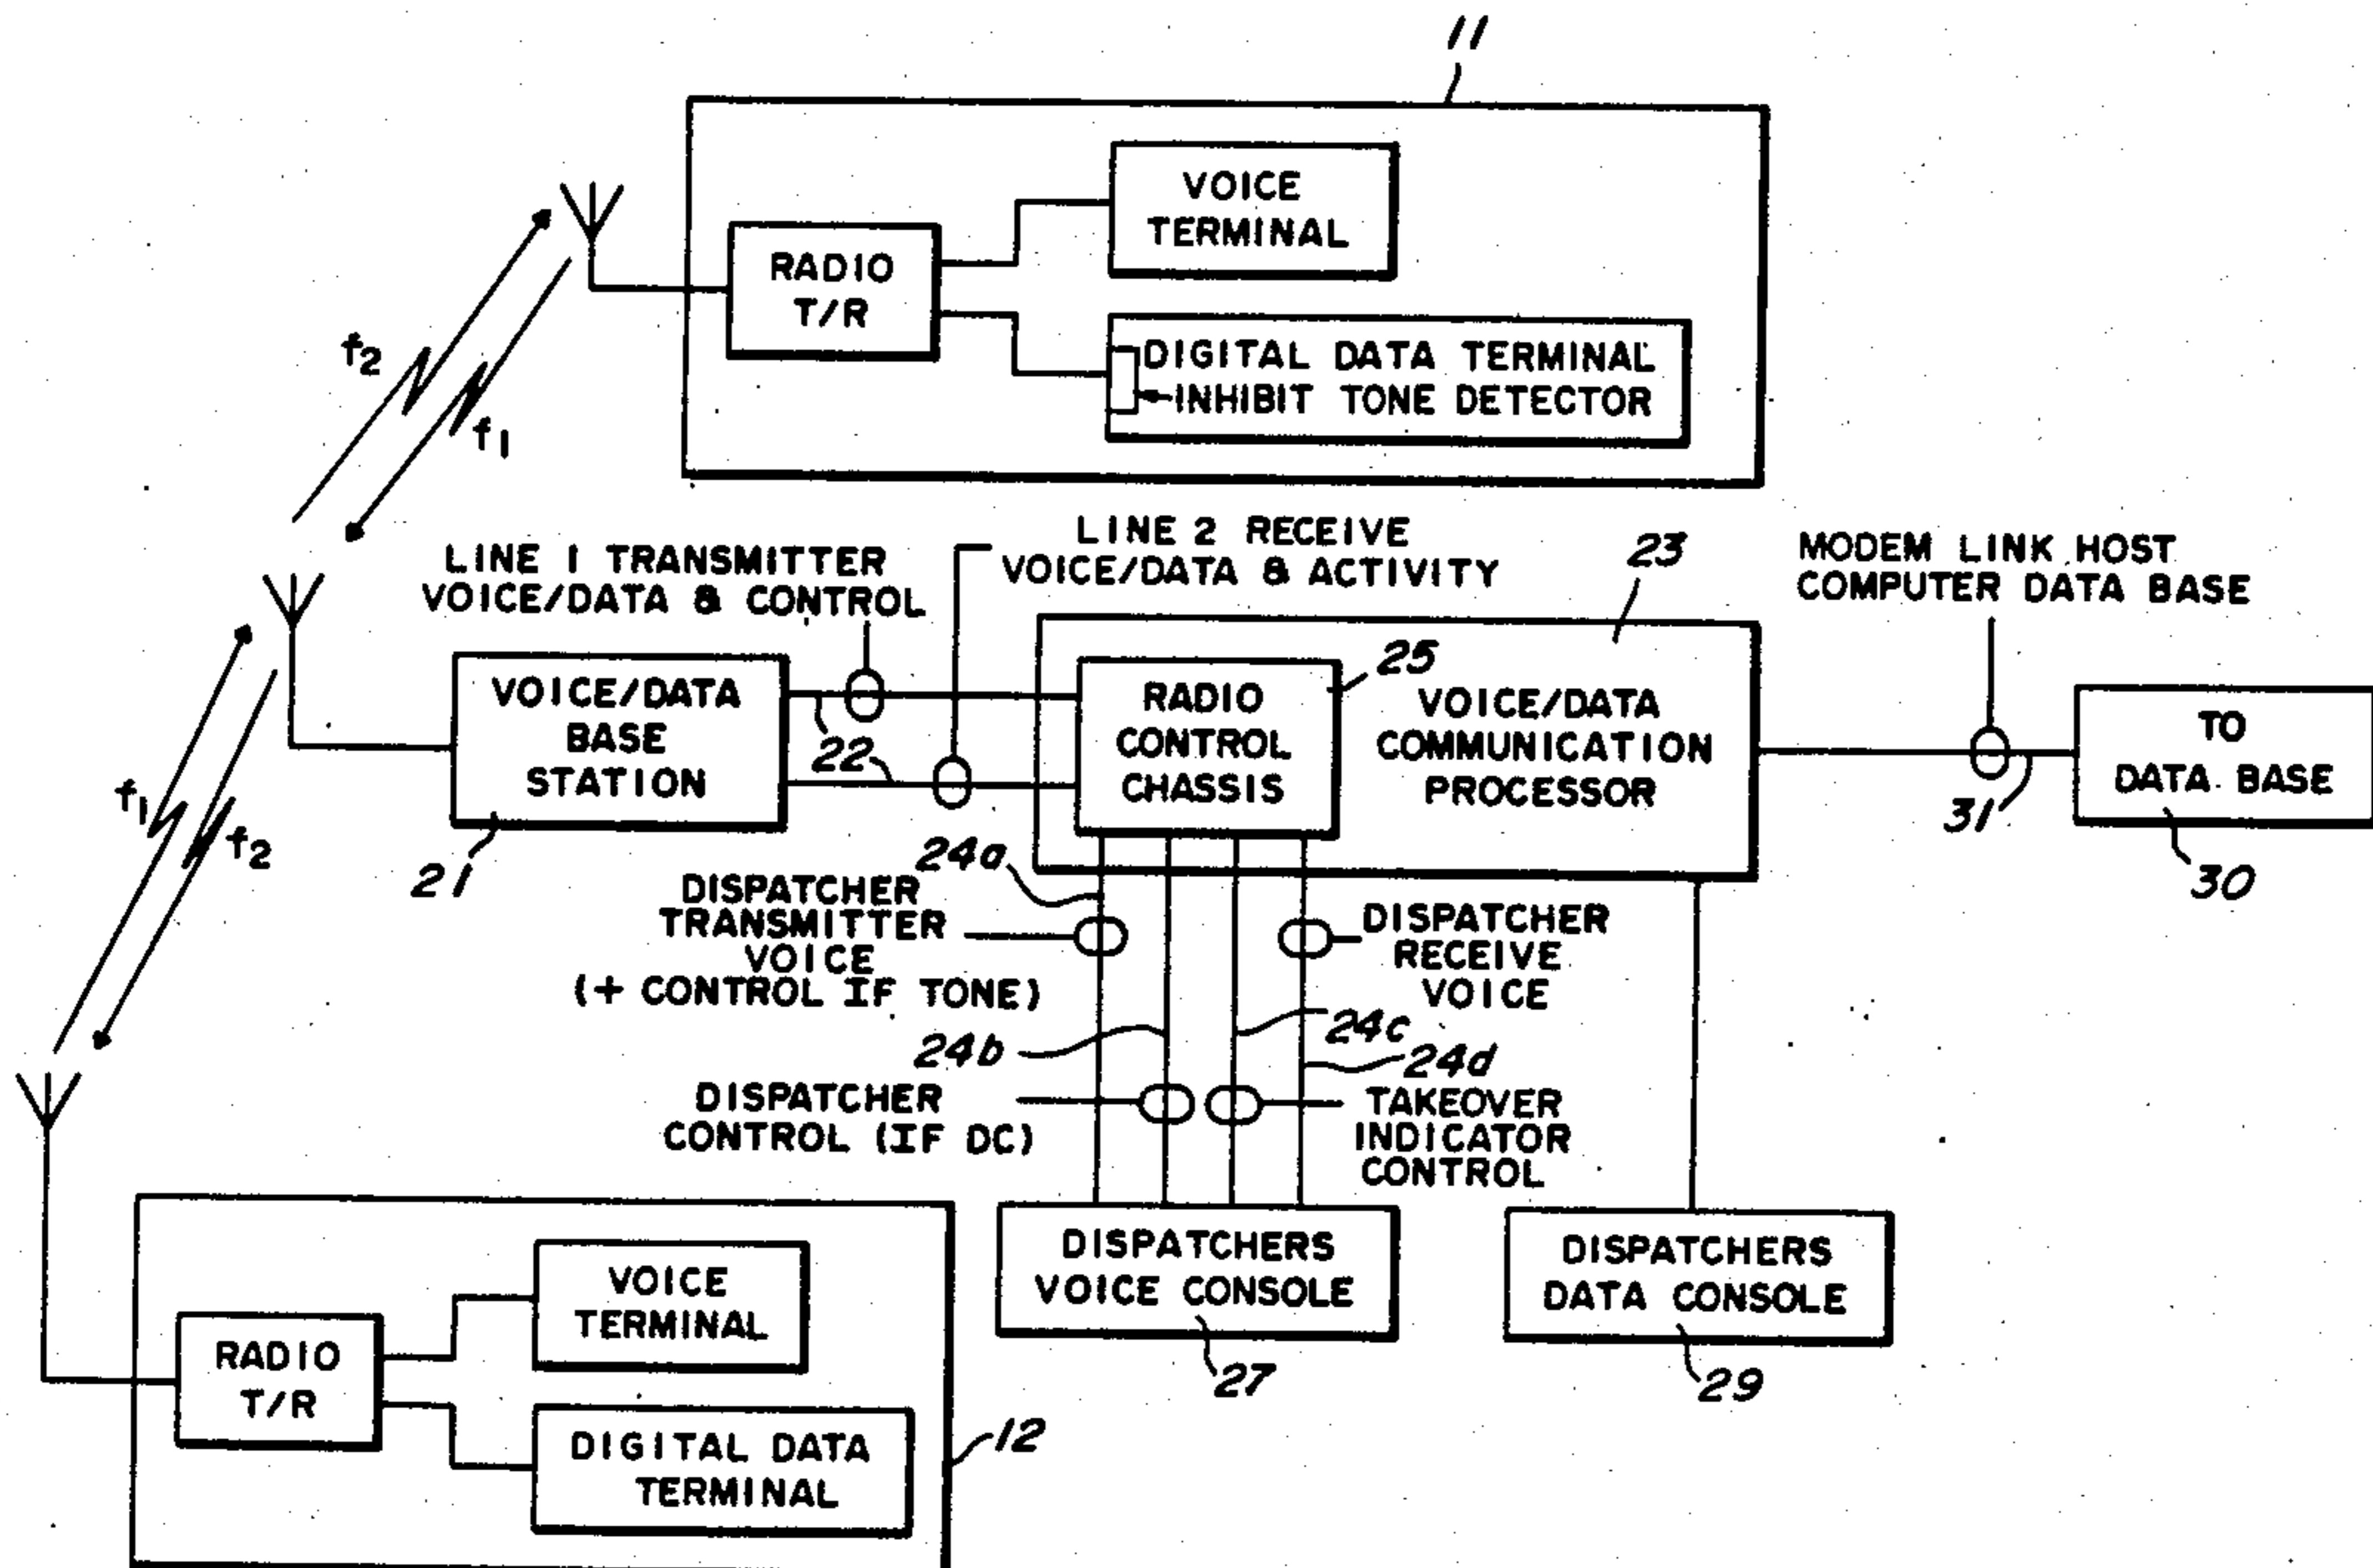 11
VOICE
TERMINAL
RADIO
T/R
DIGITAL DATA TERMINAL
INHIBIT TONE DETECTOR
f2
f1
LINE 1 TRANSMITTER
VOICE/DATA & CONTROL
LINE 2 RECEIVE
VOICE/DATA & ACTIVITY
23
MODEM LINK HOST
COMPUTER DATA BASE
VOICE/DATA
BASE
STATION
21
22
RADIO
CONTROL
CHASSIS
25
VOICE/DATA
COMMUNICATION
PROCESSOR
31
TO
DATA BASE
30
f1
f2
24a
DISPATCHER
TRANSMITTER
VOICE
(+ CONTROL IF TONE)
DISPATCHER
RECEIVE
VOICE
24b
24c
24d
DISPATCHER
CONTROL (IF DC)
TAKEOVER
INDICATOR
CONTROL
DISPATCHERS
VOICE CONSOLE
27
DISPATCHERS
DATA CONSOLE
29
VOICE
TERMINAL
RADIO
T/R
DIGITAL DATA
TERMINAL
12